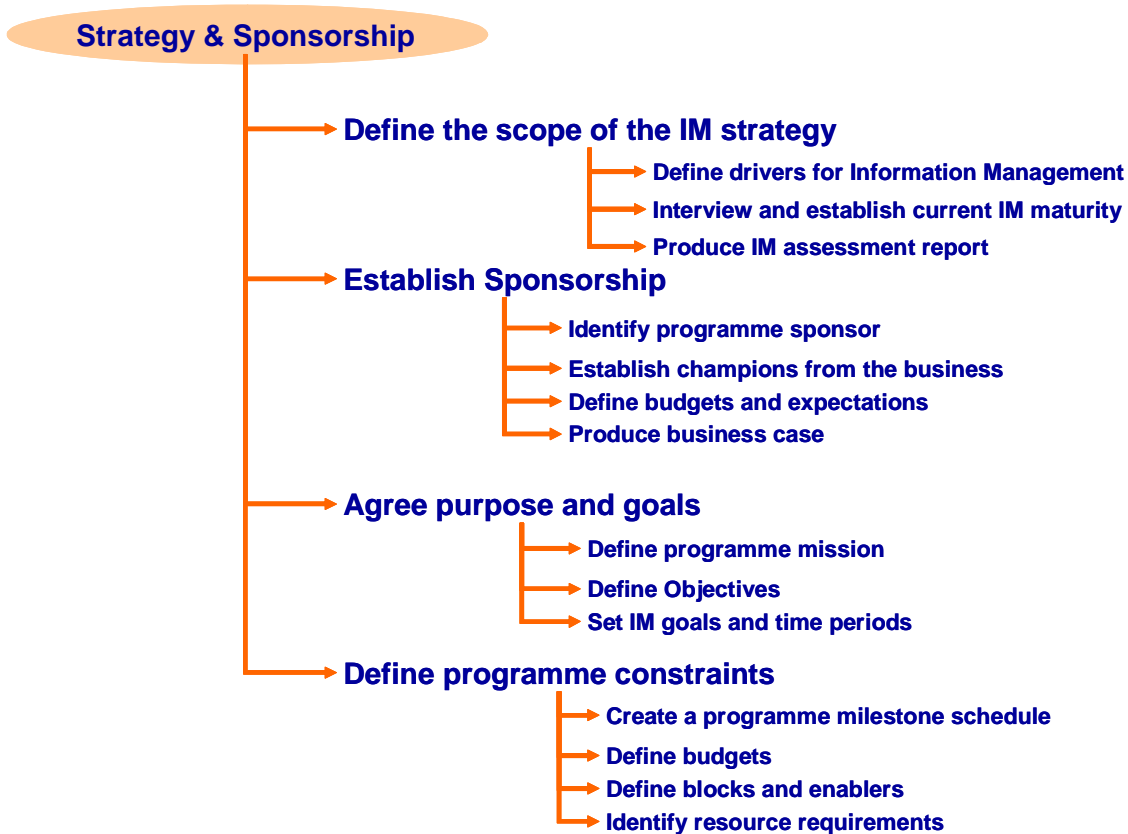 Strategy & Sponsorship
Define the scope of the IM strategy
Define drivers for Information Management
Interview and establish current IM maturity
Produce IM assessment report
Establish Sponsorship
Identify programme sponsor
Establish champions from the business
Define budgets and expectations
Produce business case
Agree purpose and goals
Define programme mission
Define Objectives
Set IM goals and time periods
Define programme constraints
Create a programme milestone schedule
Define budgets
Define blocks and enablers
Identify resource requirements